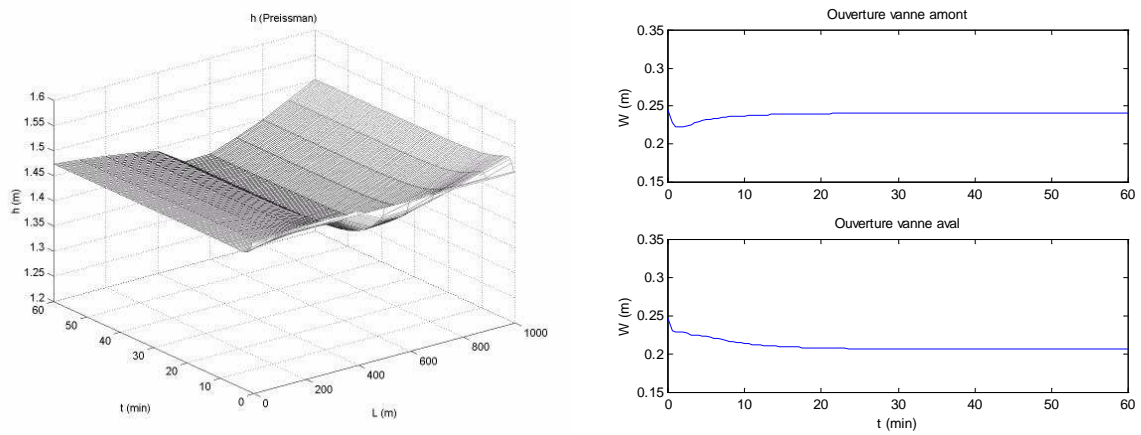 h (Preissman)
1.6
1.55
1.5
1.45
1.4
1.35
1.3
1.25
1.2
h (m)
60
50
40
30
20
10
0
t (min)
0
200
400
600
800
1000
L (m)
Ouverture vanne amont
0.35
0.3
0.25
0.2
0.15
W (m)
0 10 20 30 40 50 60
Ouverture vanne aval
0.35
0.3
0.25
0.2
0.15
W (m)
0 10 20 30 40 50 60
t (min)